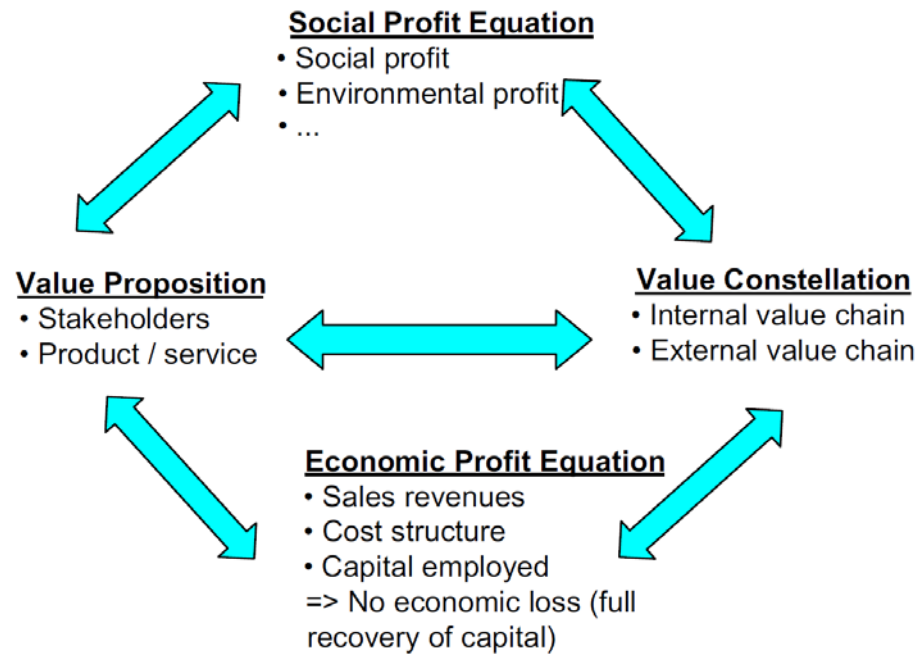 Social Profit Equation
• Social profit
• Environmental profit
• ...
Value Proposition
• Stakeholders
• Product / service
Value Constellation
• Internal value chain
• External value chain
Economic Profit Equation
• Sales revenues
• Cost structure
• Capital employed
=> No economic loss (full
recovery of capital)